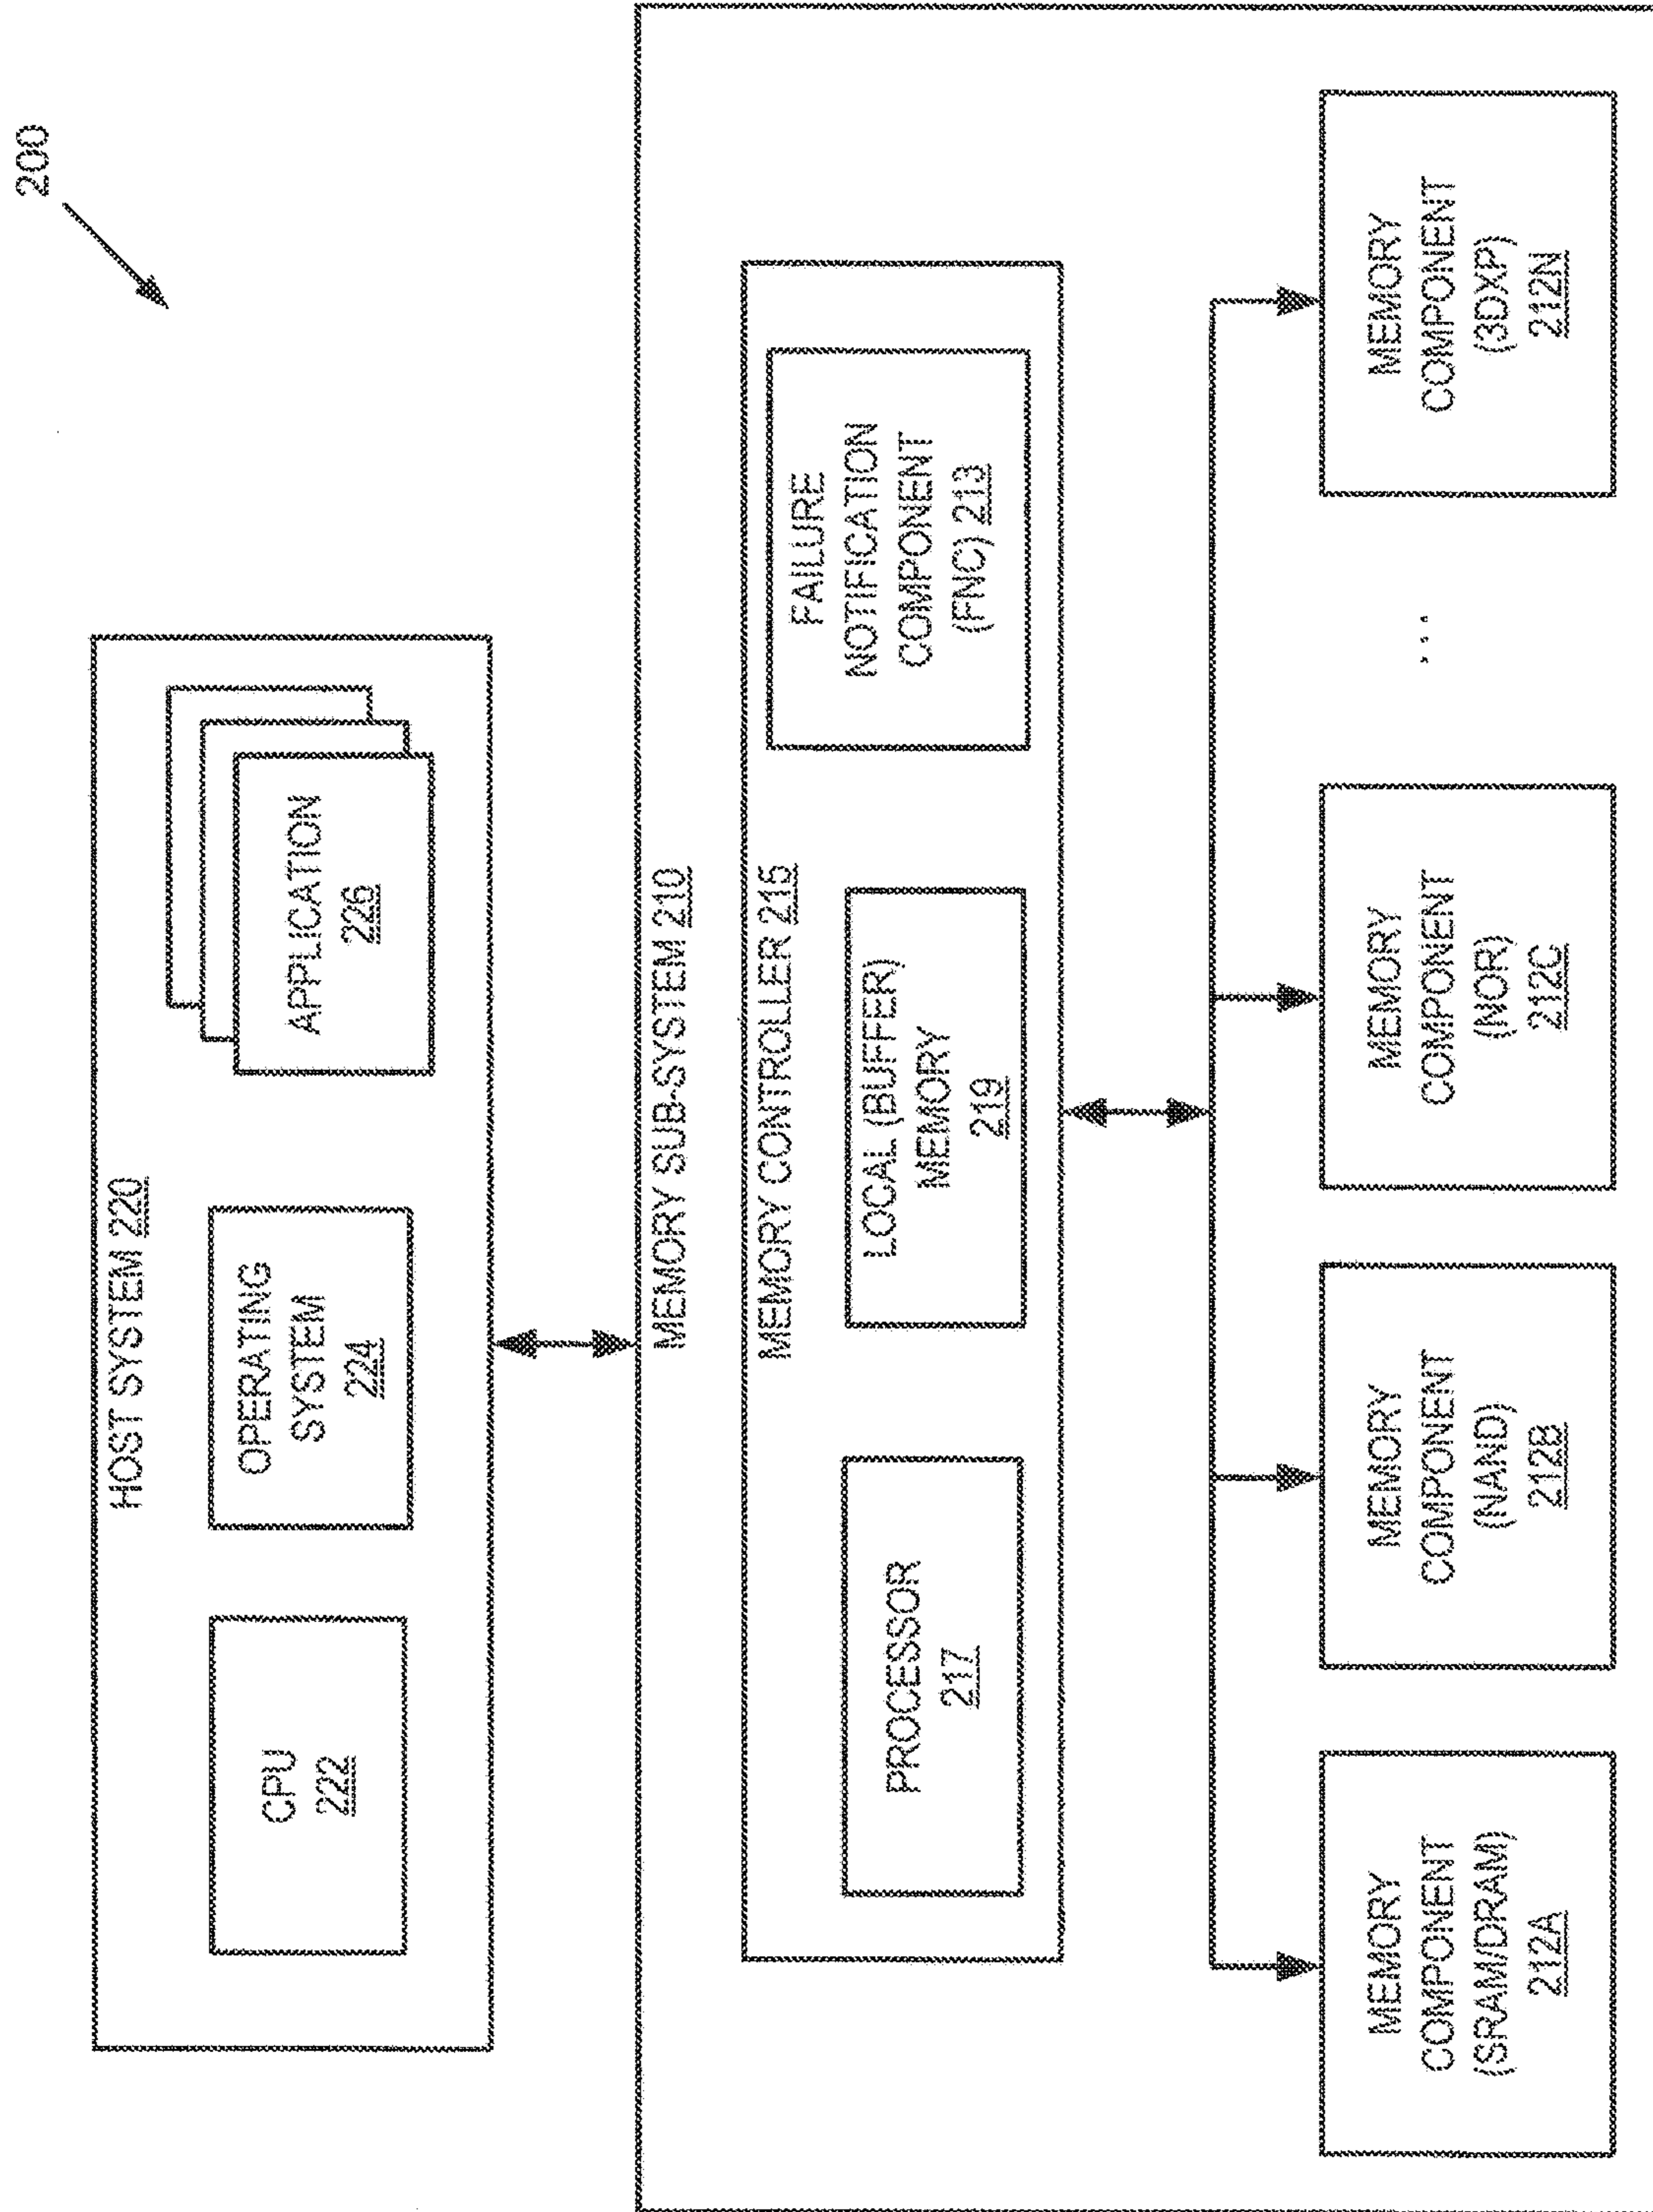 200
HOST SYSTEM 220
CPU
222
OPERATING
SYSTEM
224
APPLICATION
226
MEMORY SUB-SYSTEM 210
MEMORY CONTROLLER 215
PROCESSOR
217
LOCAL (BUFFER)
MEMORY
219
FAILURE
NOTIFICATION
COMPONENT
(FNC) 213
MEMORY
COMPONENT
(SRAM/DRAM)
212A
MEMORY
COMPONENT
(NAND)
212B
MEMORY
COMPONENT
(NOR)
212C
...
MEMORY
COMPONENT
(3DXP)
212N